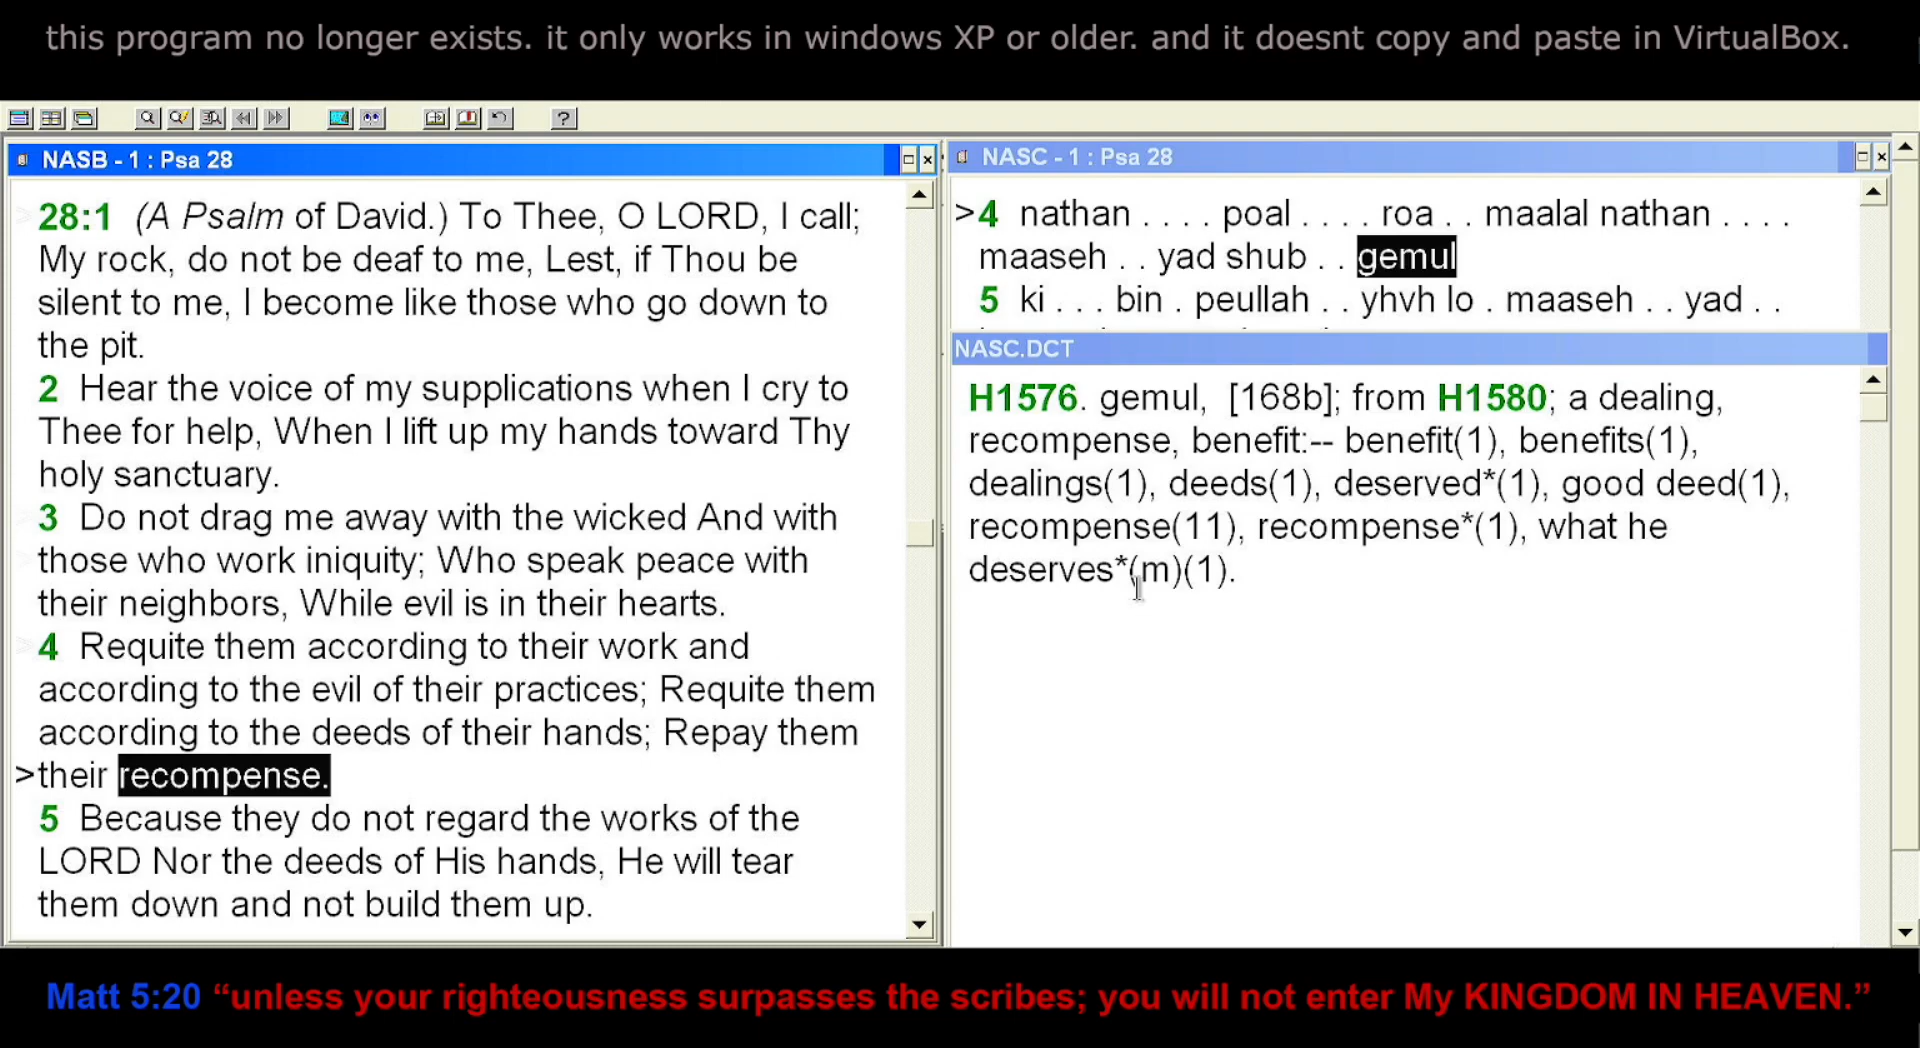 this program no longer exists. it only works in windows XP or older. and it doesnt copy and paste in VirtualBox.
NASB - 1 : Psa 28
28:1 (A Psalm of David.) To Thee, O LORD, I call;
My rock, do not be deaf to me, Lest, if Thou be
silent to me, I become like those who go down to
the pit.
2 Hear the voice of my supplications when I cry to
Thee for help, When I lift up my hands toward Thy
holy sanctuary.
3 Do not drag me away with the wicked And with
those who work iniquity; Who speak peace with
their neighbors, While evil is in their hearts.
4 Requite them according to their work and
according to the evil of their practices; Requite them
according to the deeds of their hands; Repay them
>their recompense.
5 Because they do not regard the works of the
LORD Nor the deeds of His hands, He will tear
them down and not build them up.
NASC - 1 : Psa 28
>4 nathan . . . . poal . . . . roa . . maalal nathan . . . .
maaseh . . yad shub . . gemul
5 ki . . . bin . peullah . . yhvh lo . maaseh . . yad . .
NASC.DCT
H1576. gemul, [168b]; from H1580; a dealing,
recompense, benefit:-- benefit(1), benefits(1),
dealings(1), deeds(1), deserved*(1), good deed(1),
recompense(11), recompense*(1), what he
deserves*(m)(1).
Matt 5:20 “unless your righteousness surpasses the scribes; you will not enter My KINGDOM IN HEAVEN.”